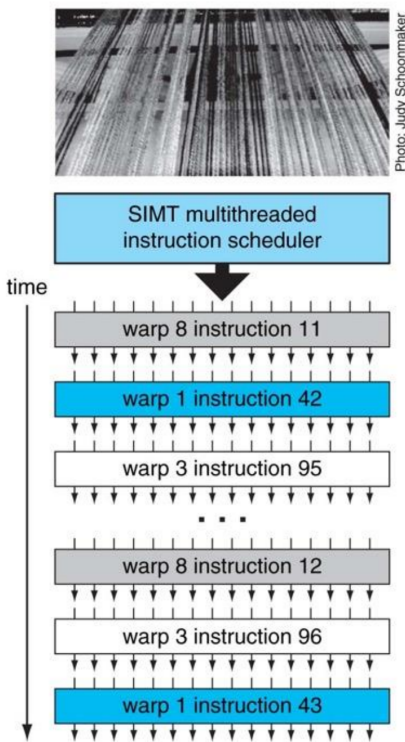 Photo: Judy Schoonmaker
SIMT multithreaded
instruction scheduler
time
warp 8 instruction 11
warp 1 instruction 42
warp 3 instruction 95
. . .
warp 8 instruction 12
warp 3 instruction 96
warp 1 instruction 43